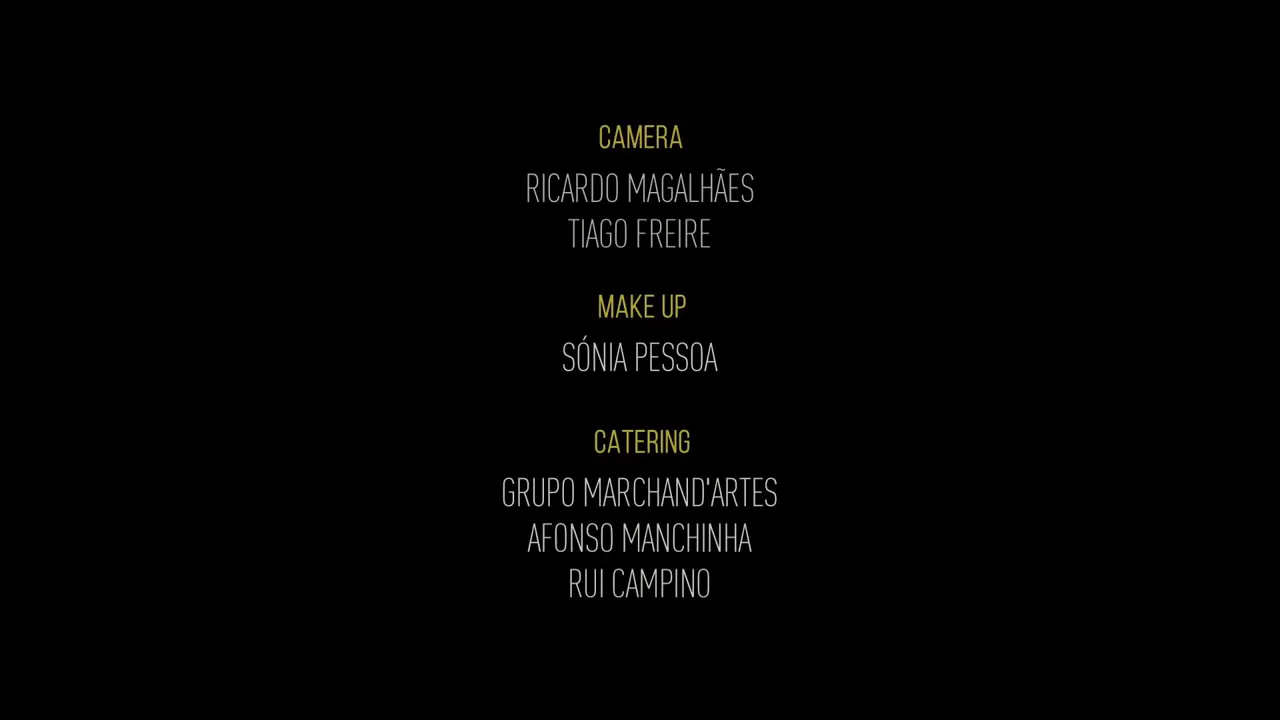 CAMERA
RICARDO MAGALHÃES
TIAGO FREIRE
MAKE UP
SÓNIA PESSOA
CATERING
GRUPO MARCHAND'ARTES
AFONSO MANCHINHA
RUI CAMPINO